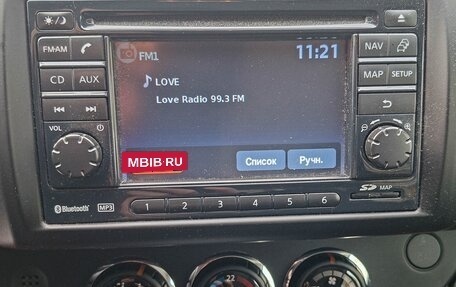 FM·AM
CD AUX
VOL
FM1 11:21
LOVE
Love Radio 99.3 FM
MBIB.RU
Список Ручн.
NAV
MAP SETUP
SD MAP
Bluetooth MP3
1 2 3 4 5 6
22